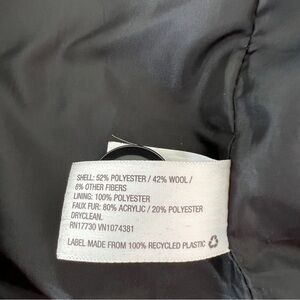 SHELL: 52% POLYESTER / 42% WOOL /
6% OTHER FIBERS
LINING: 100% POLYESTER
FAUX FUR: 80% ACRYLIC / 20% POLYESTER
DRYCLEAN.
RN17730 VN1074381
LABEL MADE FROM 100% RECYCLED PLASTIC